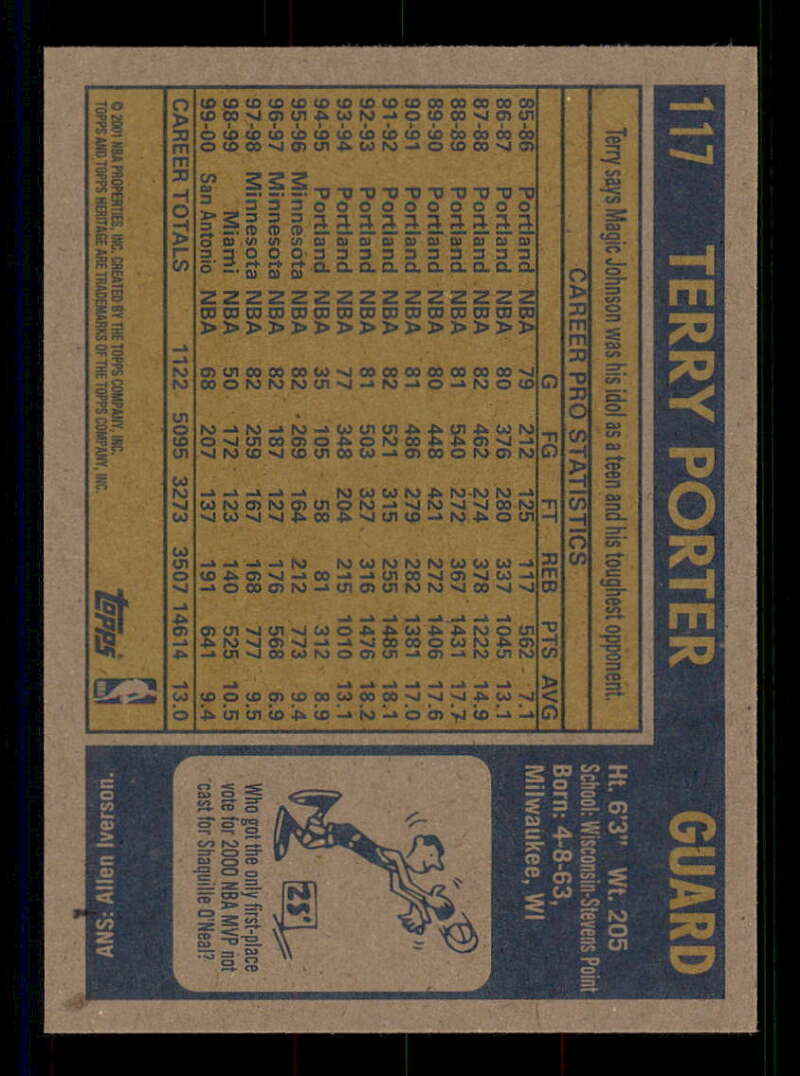 117 TERRY PORTER GUARD
Terry says Magic Johnson was his idol as a teen and his toughest opponent.
CAREER PRO STATISTICS
G FG FT REB PTS AVG
85-86 Portland NBA 79 212 125 117 562 7.1
86-87 Portland NBA 80 376 280 337 1045 13.1
87-88 Portland NBA 82 462 274 378 1222 14.9
88-89 Portland NBA 81 540 272 367 1431 17.7
89-90 Portland NBA 80 448 421 272 1406 17.6
90-91 Portland NBA 81 486 279 282 1381 17.0
91-92 Portland NBA 82 521 315 255 1485 18.1
92-93 Portland NBA 81 503 327 316 1476 18.2
93-94 Portland NBA 77 348 204 215 1010 13.1
94-95 Portland NBA 35 105 58 81 312 8.9
95-96 Minnesota NBA 82 269 164 212 773 9.4
96-97 Minnesota NBA 82 187 127 176 568 6.9
97-98 Minnesota NBA 82 259 167 168 777 9.5
98-99 Miami NBA 50 172 123 140 525 10.5
99-00 San Antonio NBA 68 207 137 191 641 9.4
CAREER TOTALS 1122 5095 3273 3507 14614 13.0
© 2001 NBA PROPERTIES, INC. CREATED BY THE TOPPS COMPANY, INC.
TOPPS AND TOPPS HERITAGE ARE TRADEMARKS OF THE TOPPS COMPANY, INC.
Topps
Ht. 6'3" Wt. 205
School: Wisconsin-Stevens Point
Born: 4-8-63,
Milwaukee, WI
25'
Who got the only first-place
vote for 2000 NBA MVP not
cast for Shaquille O'Neal?
ANS: Allen Iverson.